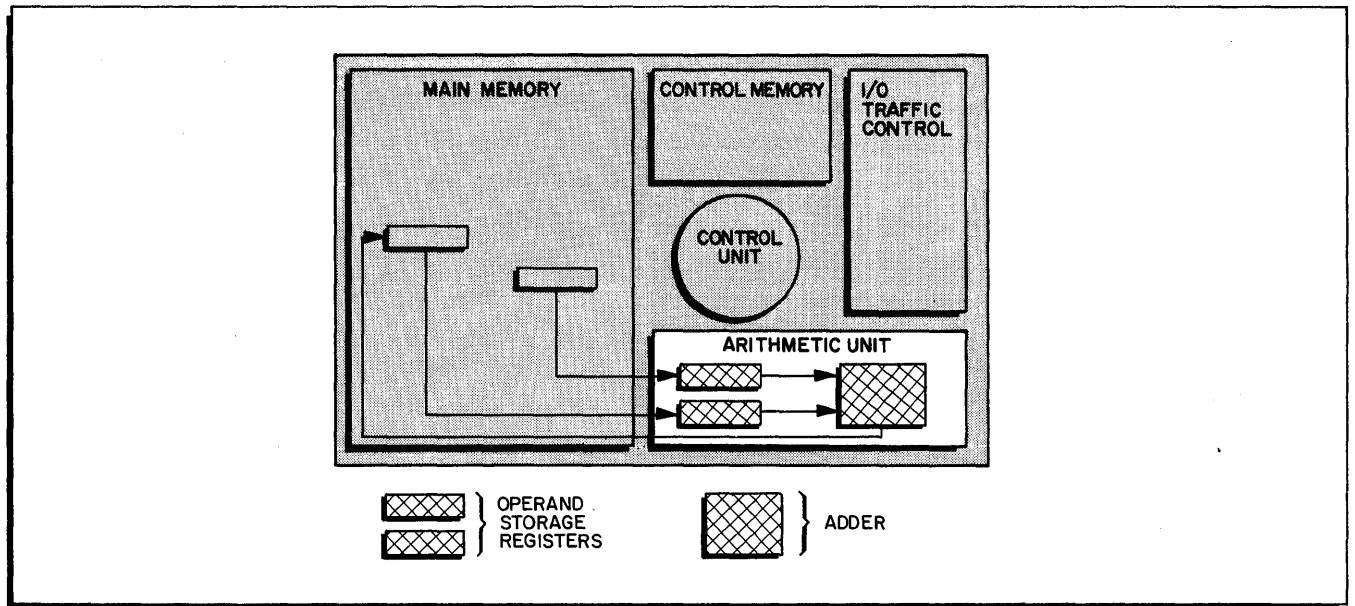 MAIN MEMORY
CONTROL MEMORY
I/O
TRAFFIC
CONTROL
CONTROL
UNIT
ARITHMETIC UNIT
OPERAND
STORAGE
REGISTERS
ADDER